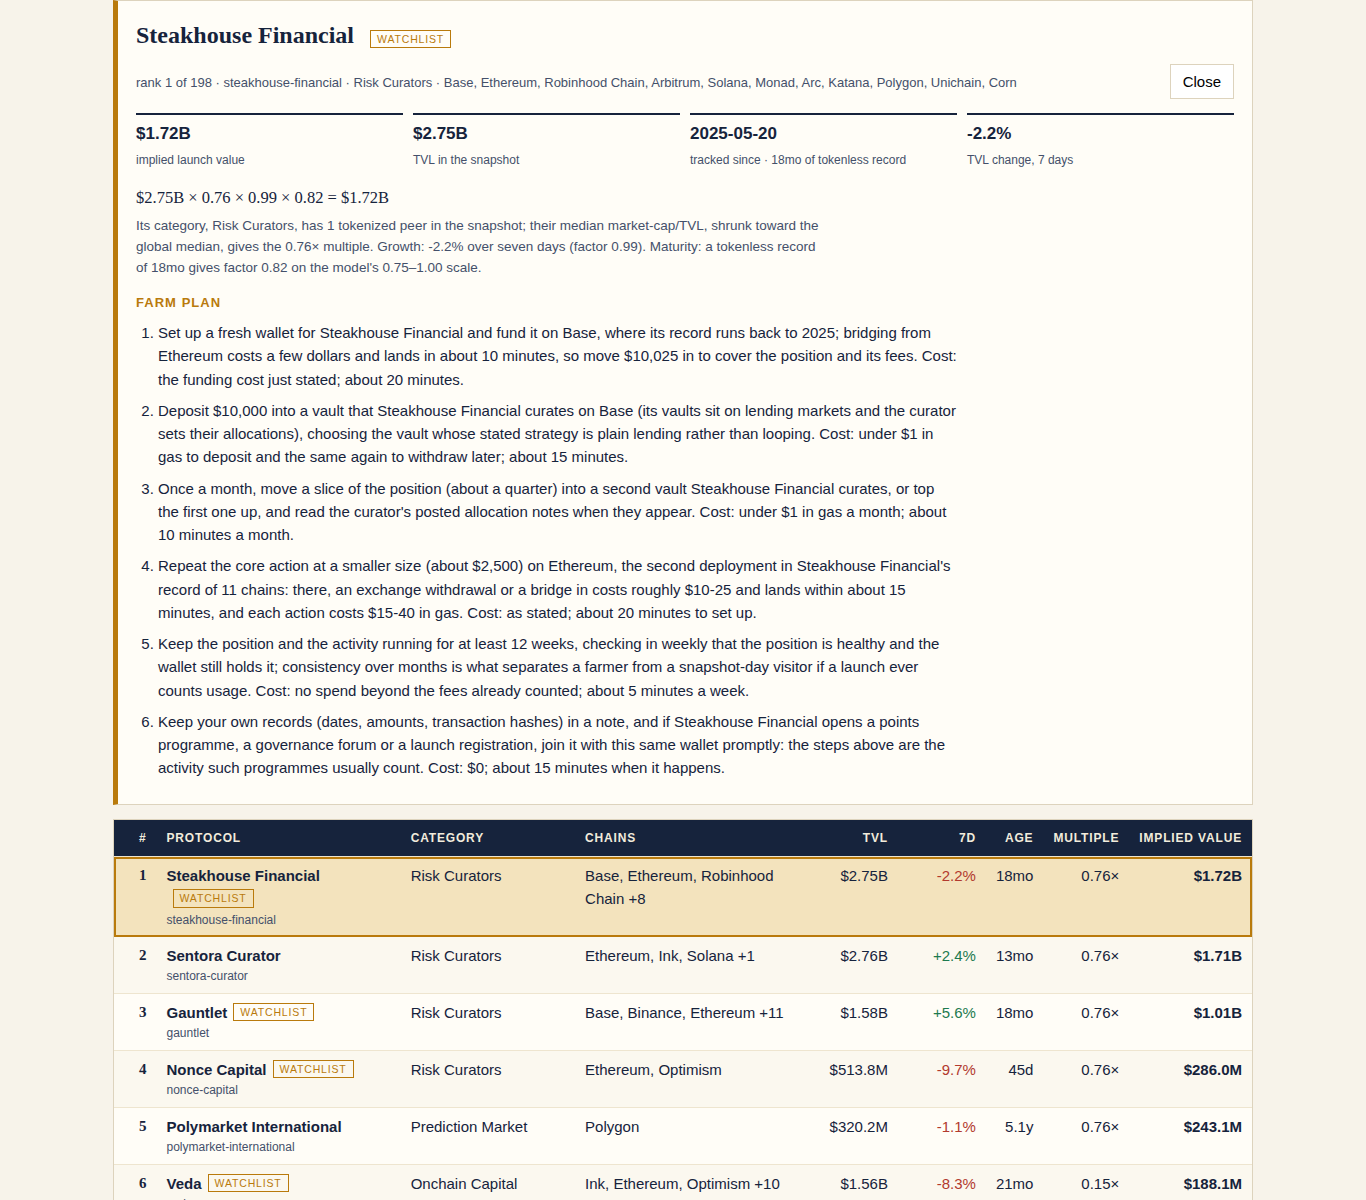 Steakhouse Financial WATCHLIST
rank 1 of 198 · steakhouse-financial · Risk Curators · Base, Ethereum, Robinhood Chain, Arbitrum, Solana, Monad, Arc, Katana, Polygon, Unichain, Corn
Close
$1.72B
implied launch value
$2.75B
TVL in the snapshot
2025-05-20
tracked since · 18mo of tokenless record
-2.2%
TVL change, 7 days
$2.75B × 0.76 × 0.99 × 0.82 = $1.72B
Its category, Risk Curators, has 1 tokenized peer in the snapshot; their median market-cap/TVL, shrunk toward the
global median, gives the 0.76× multiple. Growth: -2.2% over seven days (factor 0.99). Maturity: a tokenless record
of 18mo gives factor 0.82 on the model's 0.75–1.00 scale.
FARM PLAN
1. Set up a fresh wallet for Steakhouse Financial and fund it on Base, where its record runs back to 2025; bridging from
Ethereum costs a few dollars and lands in about 10 minutes, so move $10,025 in to cover the position and its fees. Cost:
the funding cost just stated; about 20 minutes.
2. Deposit $10,000 into a vault that Steakhouse Financial curates on Base (its vaults sit on lending markets and the curator
sets their allocations), choosing the vault whose stated strategy is plain lending rather than looping. Cost: under $1 in
gas to deposit and the same again to withdraw later; about 15 minutes.
3. Once a month, move a slice of the position (about a quarter) into a second vault Steakhouse Financial curates, or top
the first one up, and read the curator's posted allocation notes when they appear. Cost: under $1 in gas a month; about
10 minutes a month.
4. Repeat the core action at a smaller size (about $2,500) on Ethereum, the second deployment in Steakhouse Financial's
record of 11 chains: there, an exchange withdrawal or a bridge in costs roughly $10-25 and lands within about 15
minutes, and each action costs $15-40 in gas. Cost: as stated; about 20 minutes to set up.
5. Keep the position and the activity running for at least 12 weeks, checking in weekly that the position is healthy and the
wallet still holds it; consistency over months is what separates a farmer from a snapshot-day visitor if a launch ever
counts usage. Cost: no spend beyond the fees already counted; about 5 minutes a week.
6. Keep your own records (dates, amounts, transaction hashes) in a note, and if Steakhouse Financial opens a points
programme, a governance forum or a launch registration, join it with this same wallet promptly: the steps above are the
activity such programmes usually count. Cost: $0; about 15 minutes when it happens.
# PROTOCOL CATEGORY CHAINS TVL 7D AGE MULTIPLE IMPLIED VALUE
1 Steakhouse Financial Risk Curators Base, Ethereum, Robinhood $2.75B -2.2% 18mo 0.76× $1.72B
WATCHLIST Chain +8
steakhouse-financial
2 Sentora Curator Risk Curators Ethereum, Ink, Solana +1 $2.76B +2.4% 13mo 0.76× $1.71B
sentora-curator
3 Gauntlet WATCHLIST Risk Curators Base, Binance, Ethereum +11 $1.58B +5.6% 18mo 0.76× $1.01B
gauntlet
4 Nonce Capital WATCHLIST Risk Curators Ethereum, Optimism $513.8M -9.7% 45d 0.76× $286.0M
nonce-capital
5 Polymarket International Prediction Market Polygon $320.2M -1.1% 5.1y 0.76× $243.1M
polymarket-international
6 Veda WATCHLIST Onchain Capital Ink, Ethereum, Optimism +10 $1.56B -8.3% 21mo 0.15× $188.1M